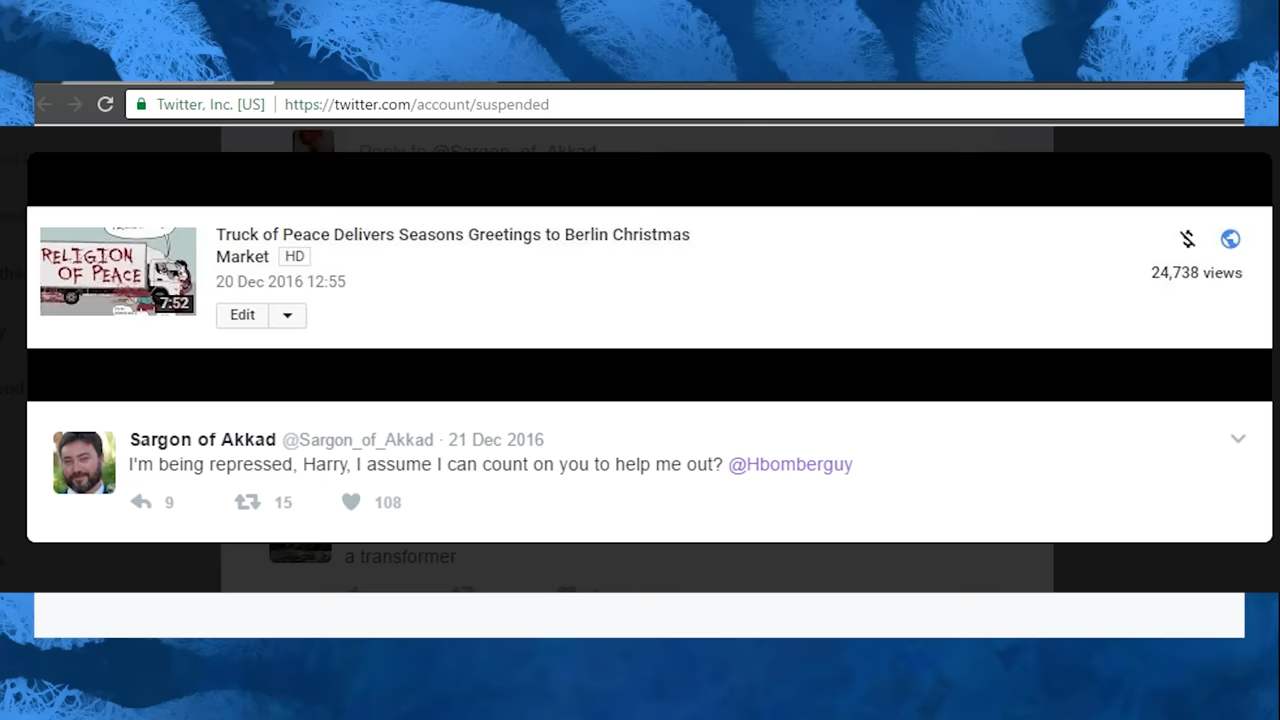 Twitter, Inc. [US] https://twitter.com/account/suspended
Reply to @Sargon_of_Akkad
Truck of Peace Delivers Seasons Greetings to Berlin Christmas
Market HD
RELIGION
OF PEACE
7:52
20 Dec 2016 12:55
24,738 views
Edit
Sargon of Akkad @Sargon_of_Akkad · 21 Dec 2016
I'm being repressed, Harry, I assume I can count on you to help me out? @Hbomberguy
9 15 108
a transformer